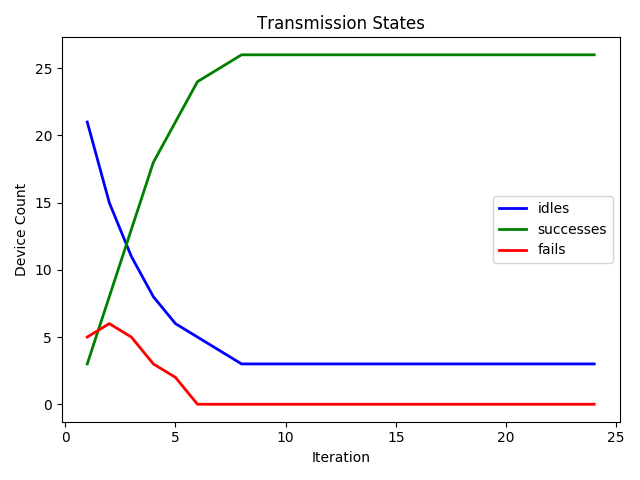 Transmission States
Device Count
25
20
15
10
5
0
idles
successes
fails
0 5 10 15 20 25
Iteration